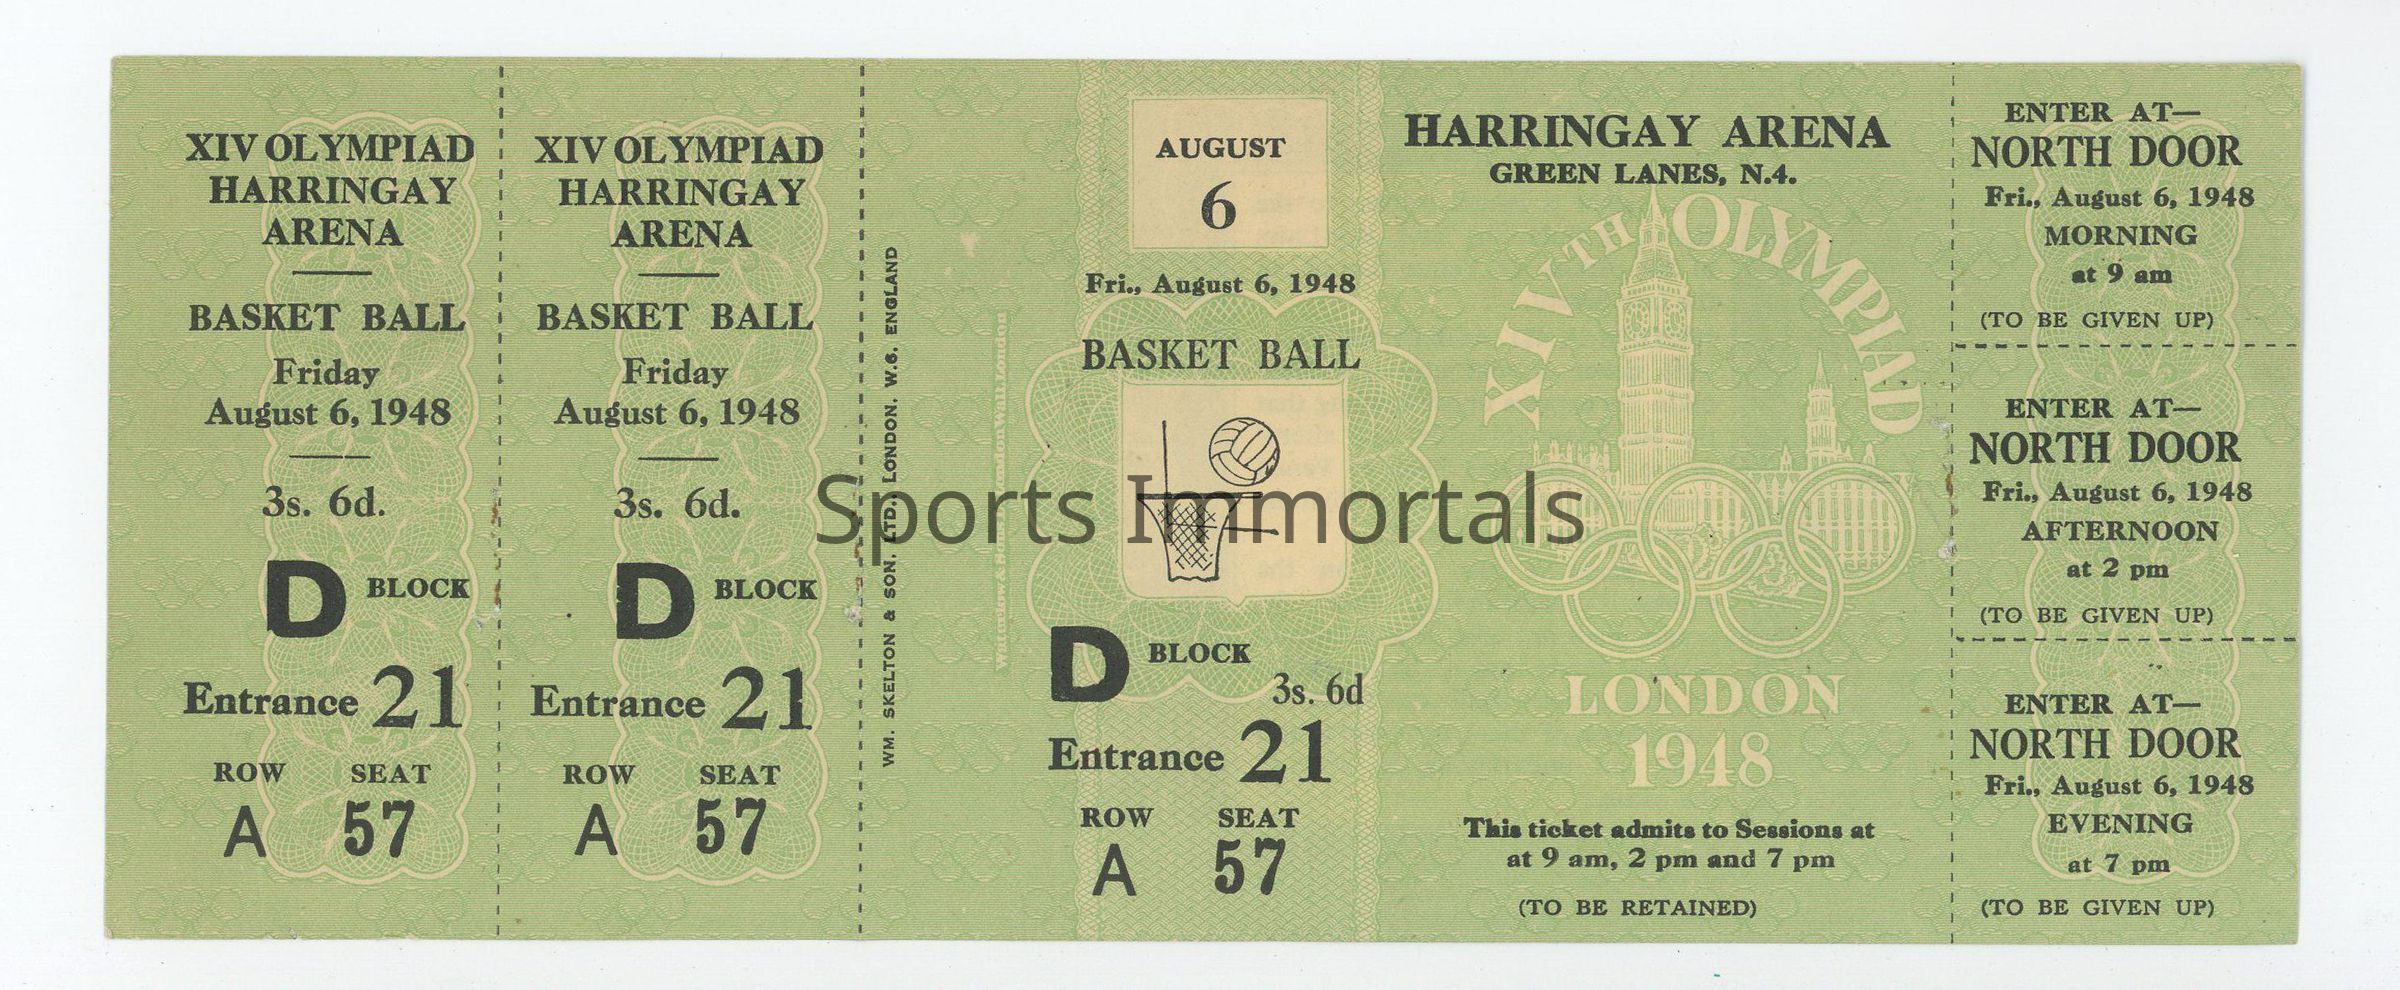 XIV OLYMPIAD
HARRINGAY
ARENA
BASKET BALL
Friday
August 6, 1948
3s. 6d.
D BLOCK
Entrance 21
ROW SEAT
A 57
XIV OLYMPIAD
HARRINGAY
ARENA
BASKET BALL
Friday
August 6, 1948
3s. 6d.
D BLOCK
Entrance 21
ROW SEAT
A 57
WM. SKELTON & SON. LTD., LONDON. W.6. ENGLAND
AUGUST
6
Fri., August 6, 1948
BASKET BALL
D BLOCK
3s. 6d
Entrance 21
ROW SEAT
A 57
HARRINGAY ARENA
GREEN LANES, N.4.
XIVTH OLYMPIAD
LONDON
1948
This ticket admits to Sessions at
at 9 am, 2 pm and 7 pm
(TO BE RETAINED)
ENTER AT—
NORTH DOOR
Fri., August 6, 1948
MORNING
at 9 am
(TO BE GIVEN UP)
ENTER AT—
NORTH DOOR
Fri., August 6, 1948
AFTERNOON
at 2 pm
(TO BE GIVEN UP)
ENTER AT—
NORTH DOOR
Fri., August 6, 1948
EVENING
at 7 pm
(TO BE GIVEN UP)
Sports Immortals